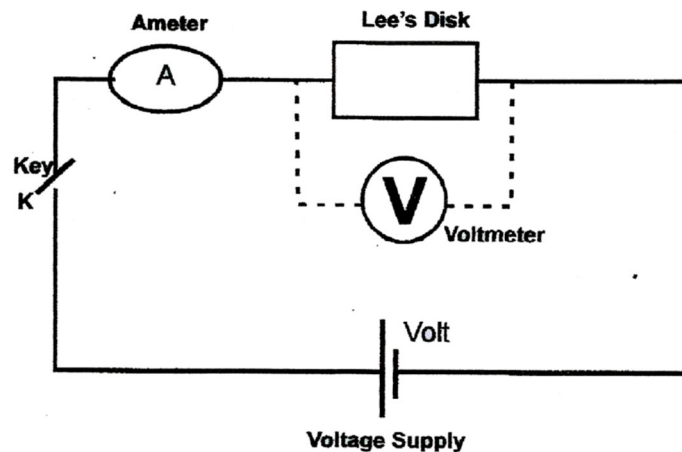 Ameter
Lee's Disk
A
Key
K
V
Voltmeter
Volt
Voltage Supply